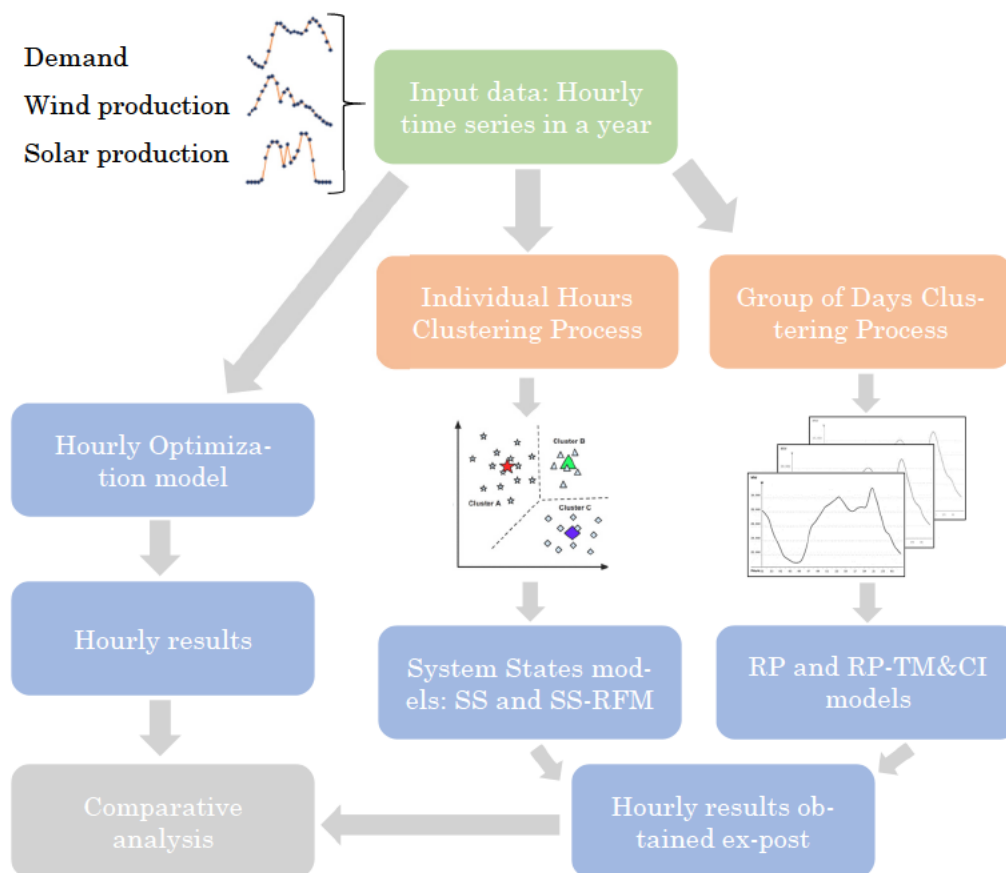 Demand
Wind production
Solar production
Input data: Hourly
time series in a year
Individual Hours
Clustering Process
Group of Days Clus-
tering Process
Hourly Optimiza-
tion model
Cluster A
Cluster B
Cluster C
Hourly results
System States mod-
els: SS and SS-RFM
RP and RP-TM&CI
models
Comparative
analysis
Hourly results ob-
tained ex-post